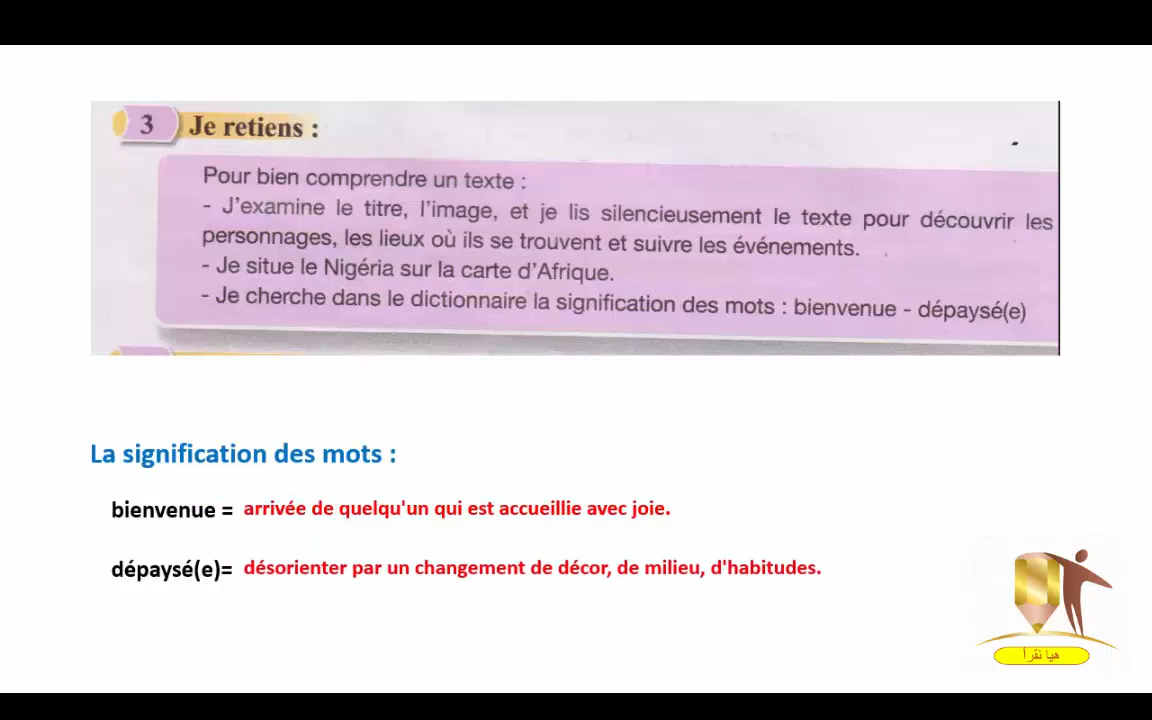 3 Je retiens :
Pour bien comprendre un texte :
- J'examine le titre, l'image, et je lis silencieusement le texte pour découvrir les
personnages, les lieux où ils se trouvent et suivre les événements.
- Je situe le Nigéria sur la carte d'Afrique.
- Je cherche dans le dictionnaire la signification des mots : bienvenue - dépaysé(e)
La signification des mots :
bienvenue = arrivée de quelqu'un qui est accueillie avec joie.
dépaysé(e)= désorienter par un changement de décor, de milieu, d'habitudes.
هيا نقرأ